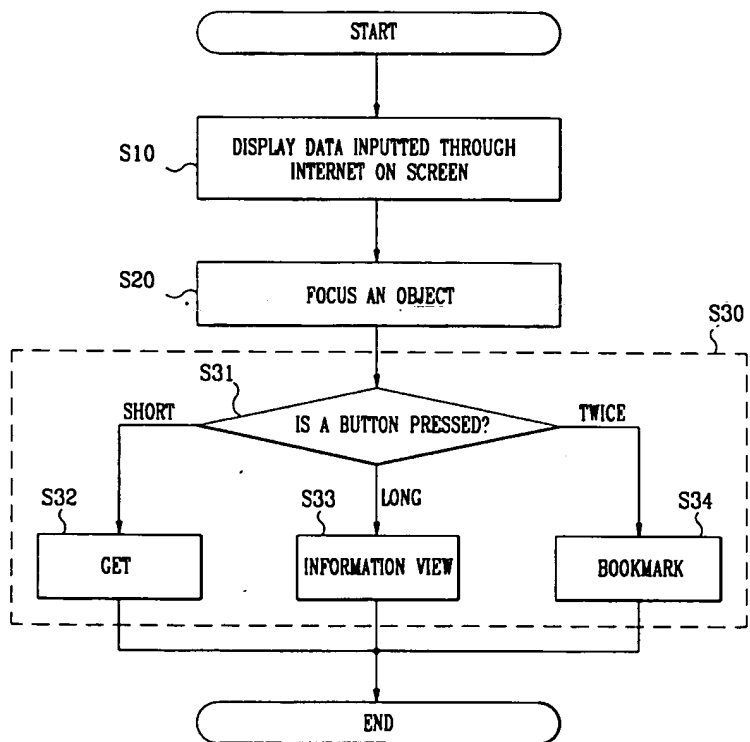 START
S10
DISPLAY DATA INPUTTED THROUGH
INTERNET ON SCREEN
S20
FOCUS AN OBJECT
S30
S31
SHORT
IS A BUTTON PRESSED?
TWICE
LONG
S32
S33
S34
GET
INFORMATION VIEW
BOOKMARK
END